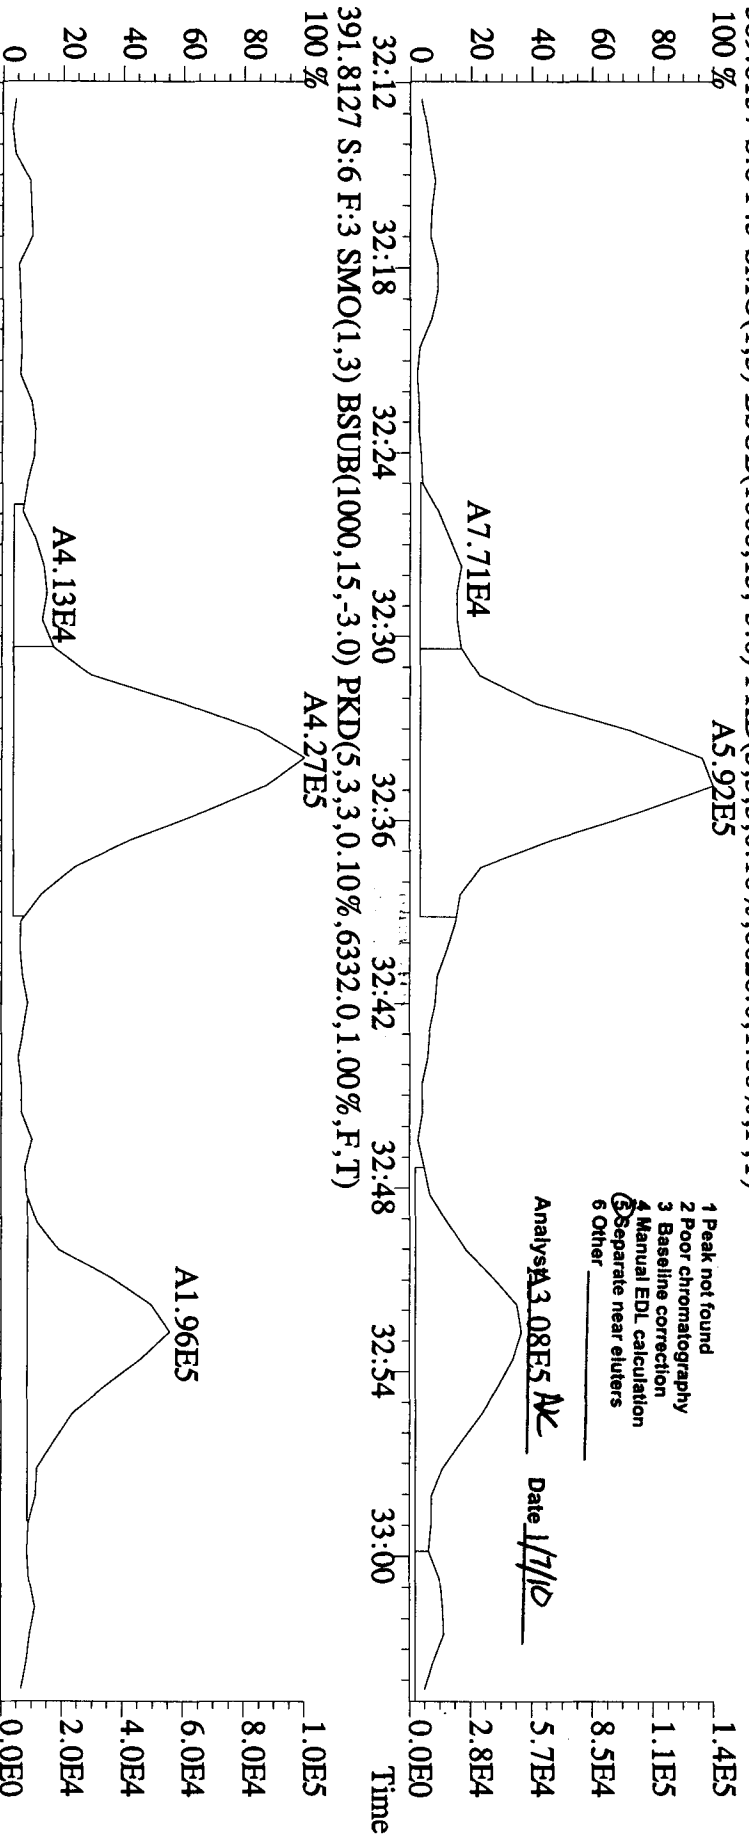 100 %
80
60
40
20
0
A7.71E4
A5.92E5
A3.08E5
1.4E5
1.1E5
8.5E4
5.7E4
2.8E4
0.0E0
1 Peak not found
2 Poor chromatography
3 Baseline correction
4 Manual EDL calculation
5 Separate near eluters
6 Other
Analyst AK Date 1/7/10
32:12 32:18 32:24 32:30 32:36 32:42 32:48 32:54 33:00 Time
391.8127 S:6 F:3 SMO(1,3) BSUB(1000,15,-3.0) PKD(5,3,3,0.10%,6332.0,1.00%,F,T)
100 %
80
60
40
20
0
A4.13E4
A4.27E5
A1.96E5
1.0E5
8.0E4
6.0E4
4.0E4
2.0E4
0.0E0